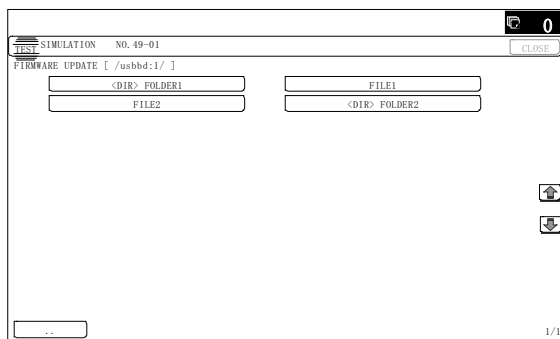 0
TEST SIMULATION NO. 49-01 CLOSE
FIRMWARE UPDATE [ /usbbd:1/ ]
<DIR> FOLDER1 FILE1
FILE2 <DIR> FOLDER2
.. 1/1